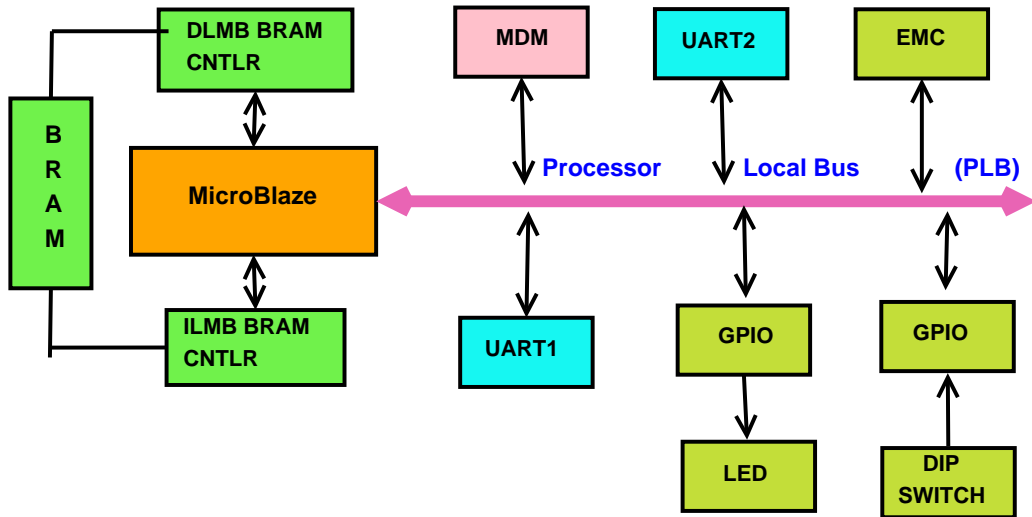 DLMB BRAM
CNTLR
MDM
UART2
EMC
B
R
A
M
MicroBlaze
Processor Local Bus (PLB)
ILMB BRAM
CNTLR
UART1
GPIO
GPIO
LED
DIP
SWITCH